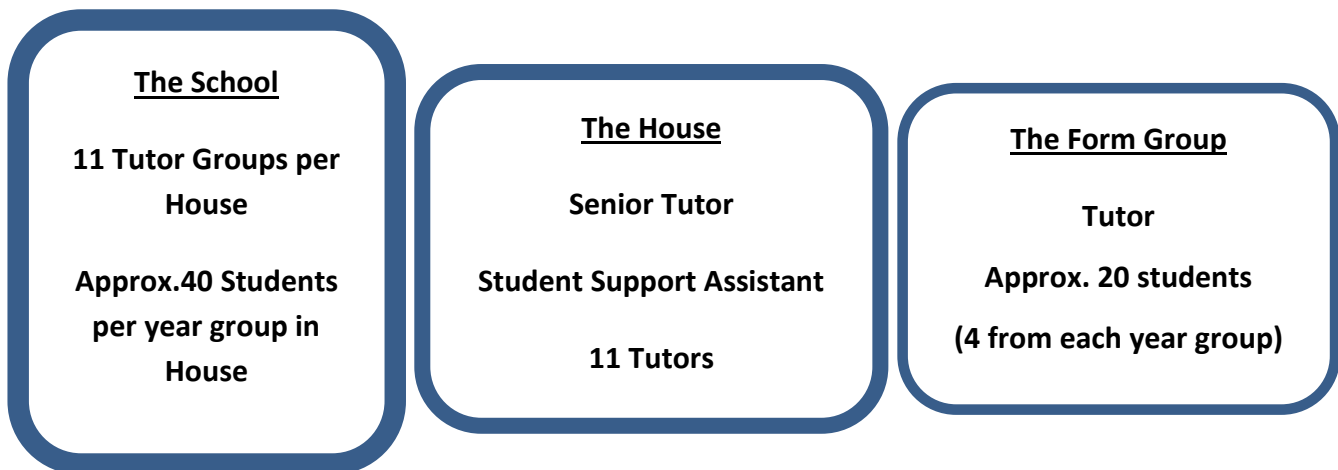 The School
11 Tutor Groups per
House
Approx.40 Students
per year group in
House
The House
Senior Tutor
Student Support Assistant
11 Tutors
The Form Group
Tutor
Approx. 20 students
(4 from each year group)